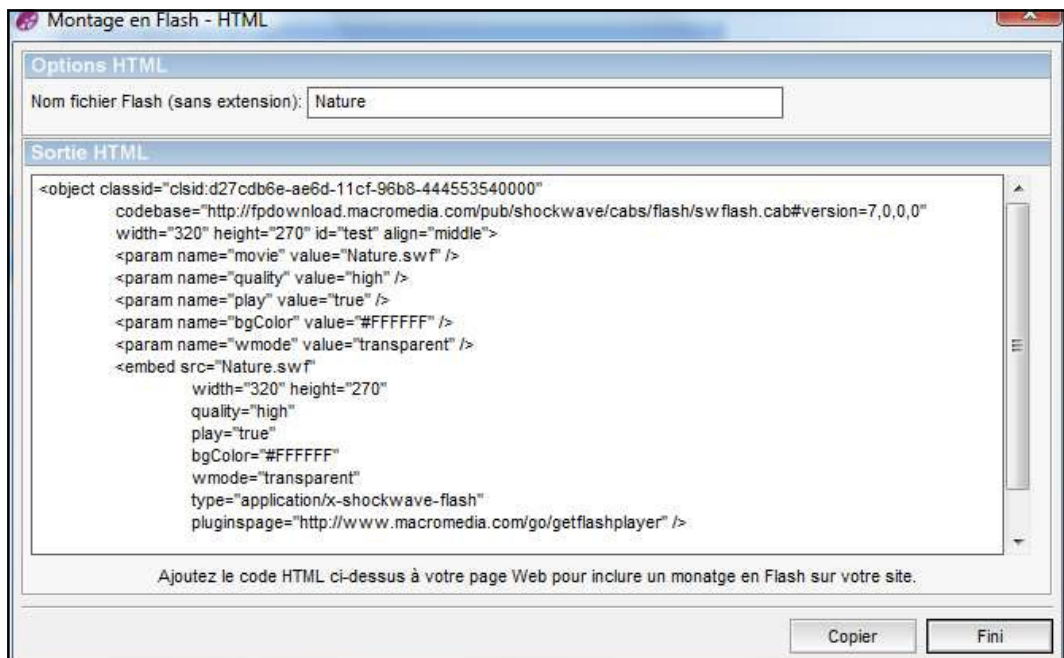 Montage en Flash - HTML
Options HTML
Nom fichier Flash (sans extension): Nature
Sortie HTML
<object classid="clsid:d27cdb6e-ae6d-11cf-96b8-444553540000"
codebase="http://fpdownload.macromedia.com/pub/shockwave/cabs/flash/swflash.cab#version=7,0,0,0"
width="320" height="270" id="test" align="middle">
<param name="movie" value="Nature.swf" />
<param name="quality" value="high" />
<param name="play" value="true" />
<param name="bgColor" value="#FFFFFF" />
<param name="wmode" value="transparent" />
<embed src="Nature.swf"
width="320" height="270"
quality="high"
play="true"
bgColor="#FFFFFF"
wmode="transparent"
type="application/x-shockwave-flash"
pluginspage="http://www.macromedia.com/go/getflashplayer" />
Ajoutez le code HTML ci-dessus à votre page Web pour inclure un monatge en Flash sur votre site.
Copier Fini